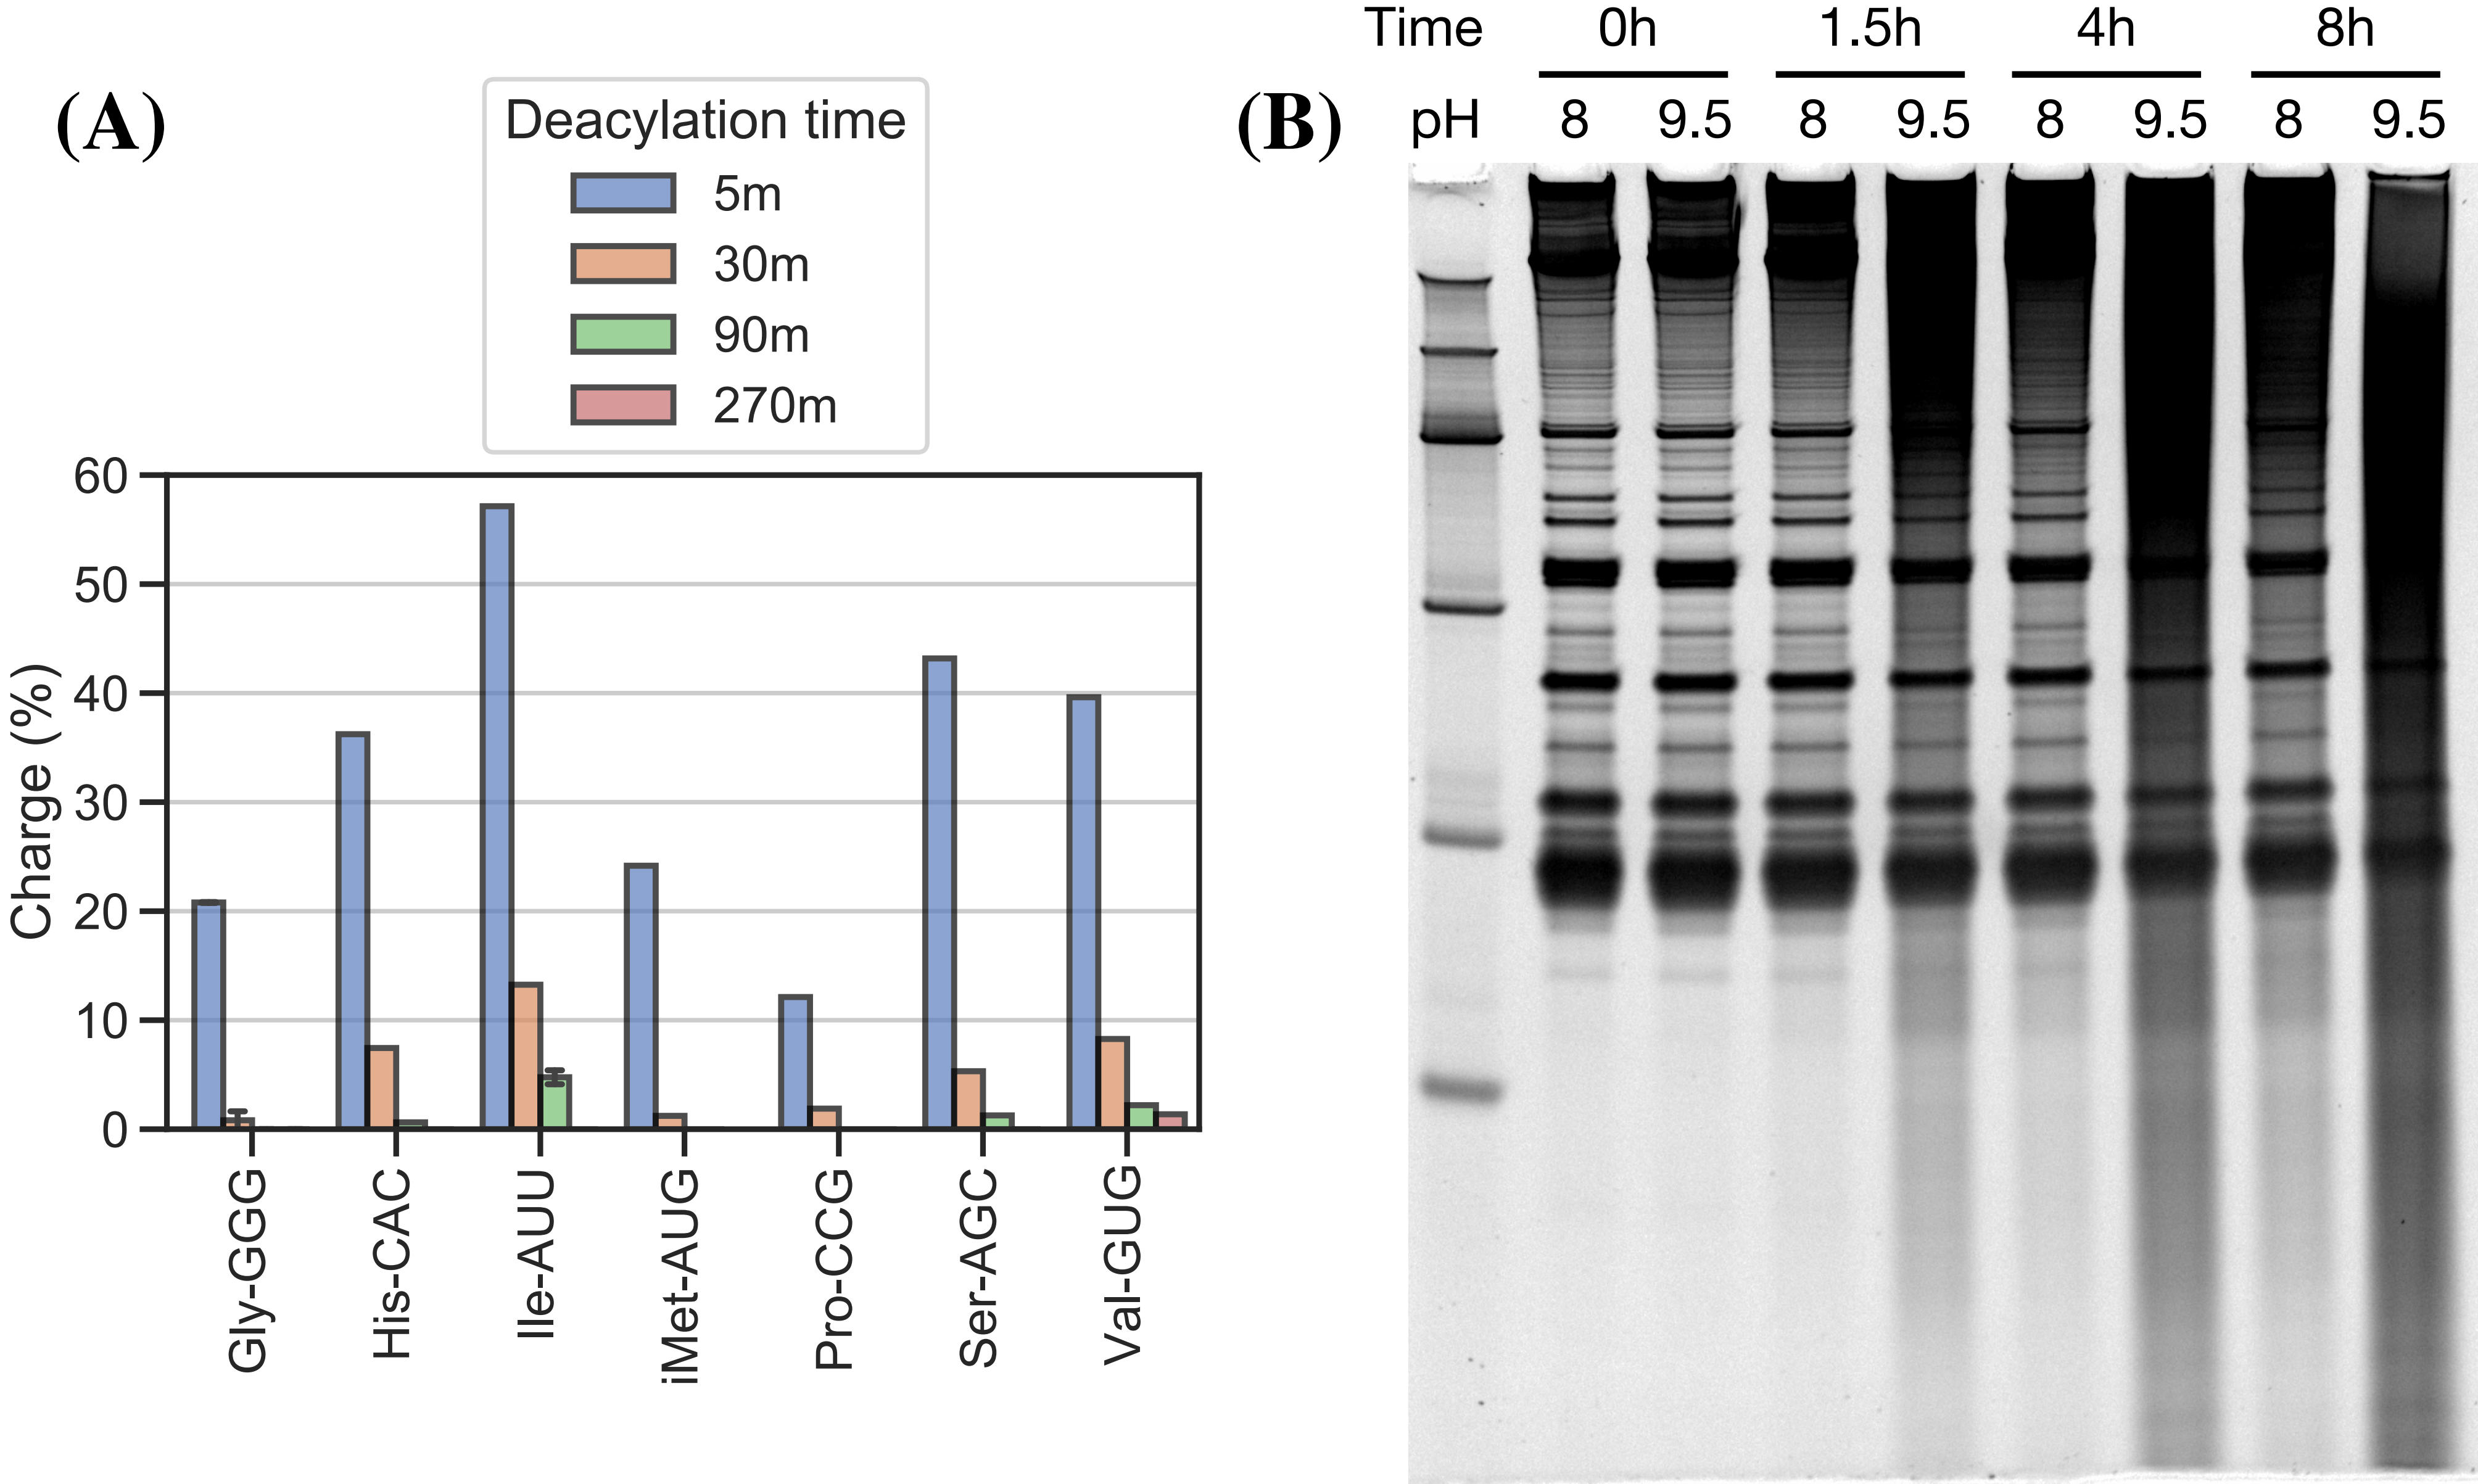 (A)
Deacylation time
5m
30m
90m
270m
Charge (%)
60
50
40
30
20
10
0
Gly-GGG
His-CAC
Ile-AUU
iMet-AUG
Pro-CCG
Ser-AGC
Val-GUG
(B)
Time 0h 1.5h 4h 8h
pH 8 9.5 8 9.5 8 9.5 8 9.5